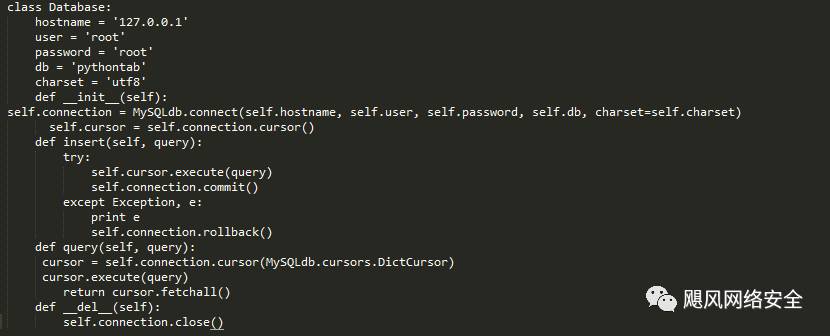 class Database:
    hostname = '127.0.0.1'
    user = 'root'
    password = 'root'
    db = 'pythontab'
    charset = 'utf8'
    def __init__(self):
self.connection = MySQLdb.connect(self.hostname, self.user, self.password, self.db, charset=self.charset)
      self.cursor = self.connection.cursor()
    def insert(self, query):
        try:
            self.cursor.execute(query)
            self.connection.commit()
        except Exception, e:
            print e
            self.connection.rollback()
    def query(self, query):
     cursor = self.connection.cursor(MySQLdb.cursors.DictCursor)
     cursor.execute(query)
        return cursor.fetchall()
    def __del__(self):
        self.connection.close()
飓风网络安全